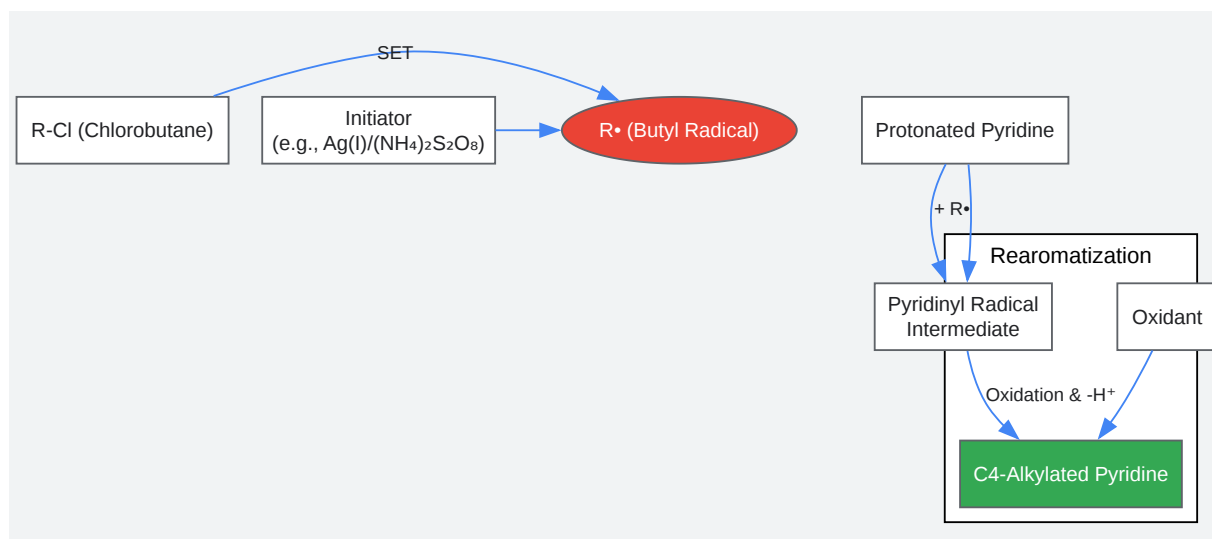 SET
R-Cl (Chlorobutane)
Initiator
(e.g., Ag(I)/(NH₄)₂S₂O₈)
R• (Butyl Radical)
Protonated Pyridine
+ R•
Rearomatization
Pyridinyl Radical
Intermediate
Oxidant
Oxidation & -H⁺
C4-Alkylated Pyridine